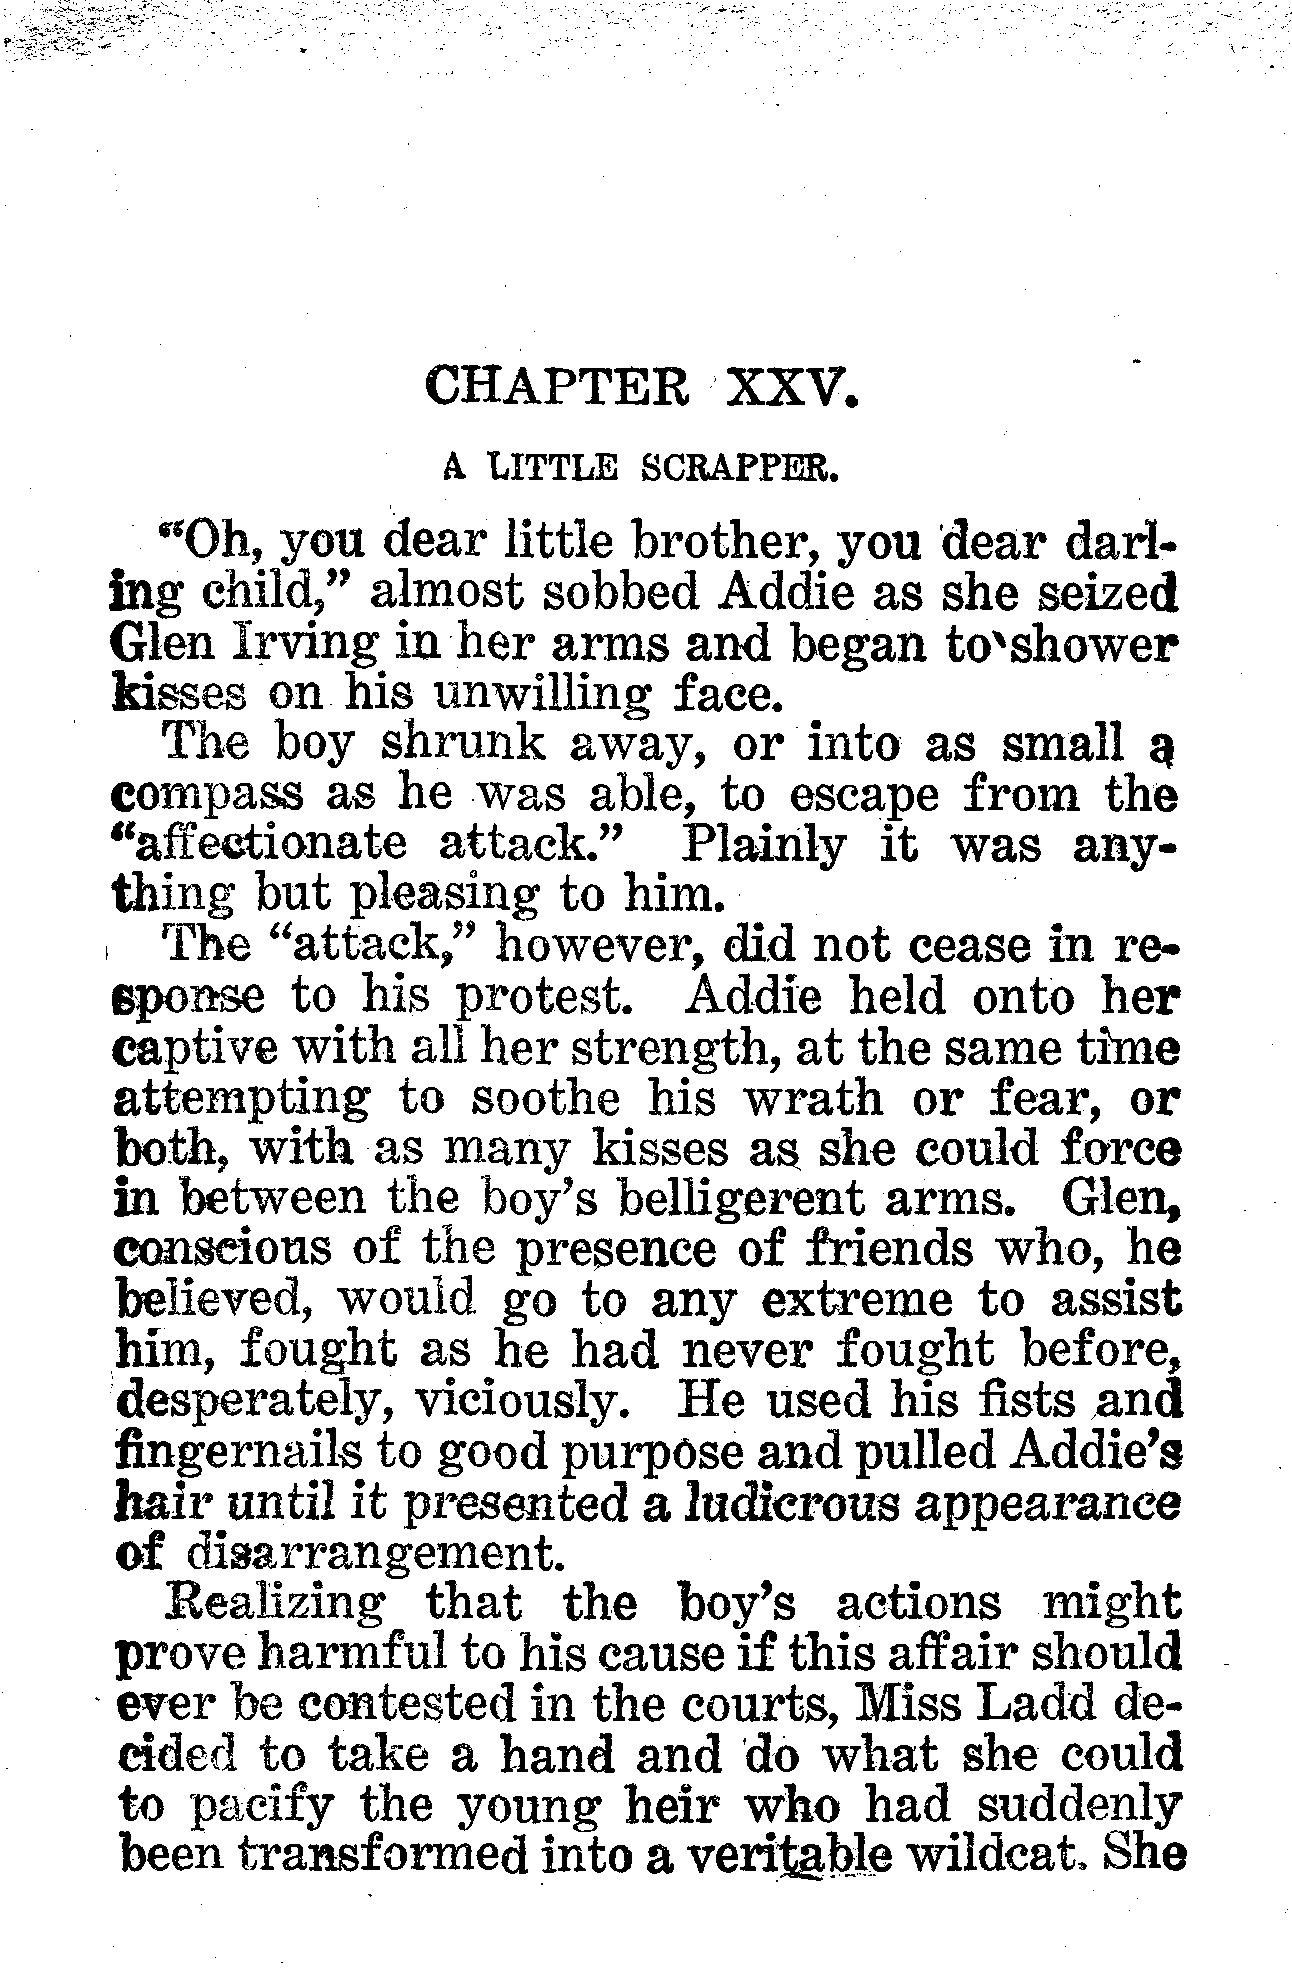 CHAPTER XXV.
A LITTLE SCRAPPER.
"Oh, you dear little brother, you dear darl-
ing child," almost sobbed Addie as she seized
Glen Irving in her arms and began to shower
kisses on his unwilling face.
The boy shrunk away, or into as small a
compass as he was able, to escape from the
"affectionate attack." Plainly it was any-
thing but pleasing to him.
The "attack," however, did not cease in re-
sponse to his protest. Addie held onto her
captive with all her strength, at the same time
attempting to soothe his wrath or fear, or
both, with as many kisses as she could force
in between the boy's belligerent arms. Glen,
conscious of the presence of friends who, he
believed, would go to any extreme to assist
him, fought as he had never fought before,
desperately, viciously. He used his fists and
fingernails to good purpose and pulled Addie's
hair until it presented a ludicrous appearance
of disarrangement.
Realizing that the boy's actions might
prove harmful to his cause if this affair should
ever be contested in the courts, Miss Ladd de-
cided to take a hand and do what she could
to pacify the young heir who had suddenly
been transformed into a veritable wildcat. She